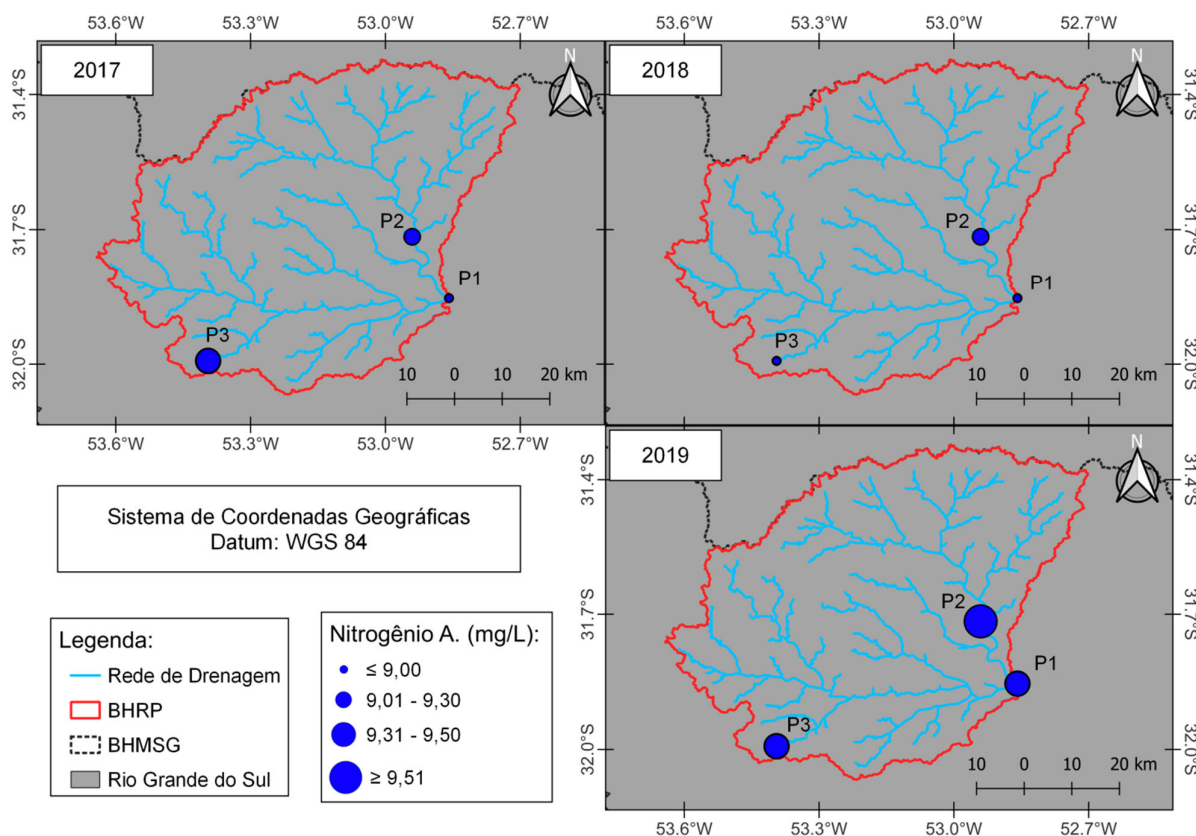 53.6°W 53.3°W 53.0°W 52.7°W
53.6°W 53.3°W 53.0°W 52.7°W
2017
N
31.4°S
31.7°S
32.0°S
P2
P1
P3
10 0 10 20 km
53.6°W 53.3°W 53.0°W 52.7°W
2018
N
31.4°S
31.7°S
32.0°S
P2
P1
P3
10 0 10 20 km
2019
N
31.4°S
31.7°S
32.0°S
31.4°S
31.7°S
32.0°S
P2
P1
P3
10 0 10 20 km
53.6°W 53.3°W 53.0°W 52.7°W
Sistema de Coordenadas Geográficas
Datum: WGS 84
Legenda:
Rede de Drenagem
BHRP
BHMSG
Rio Grande do Sul
Nitrogênio A. (mg/L):
≤ 9,00
9,01 - 9,30
9,31 - 9,50
≥ 9,51